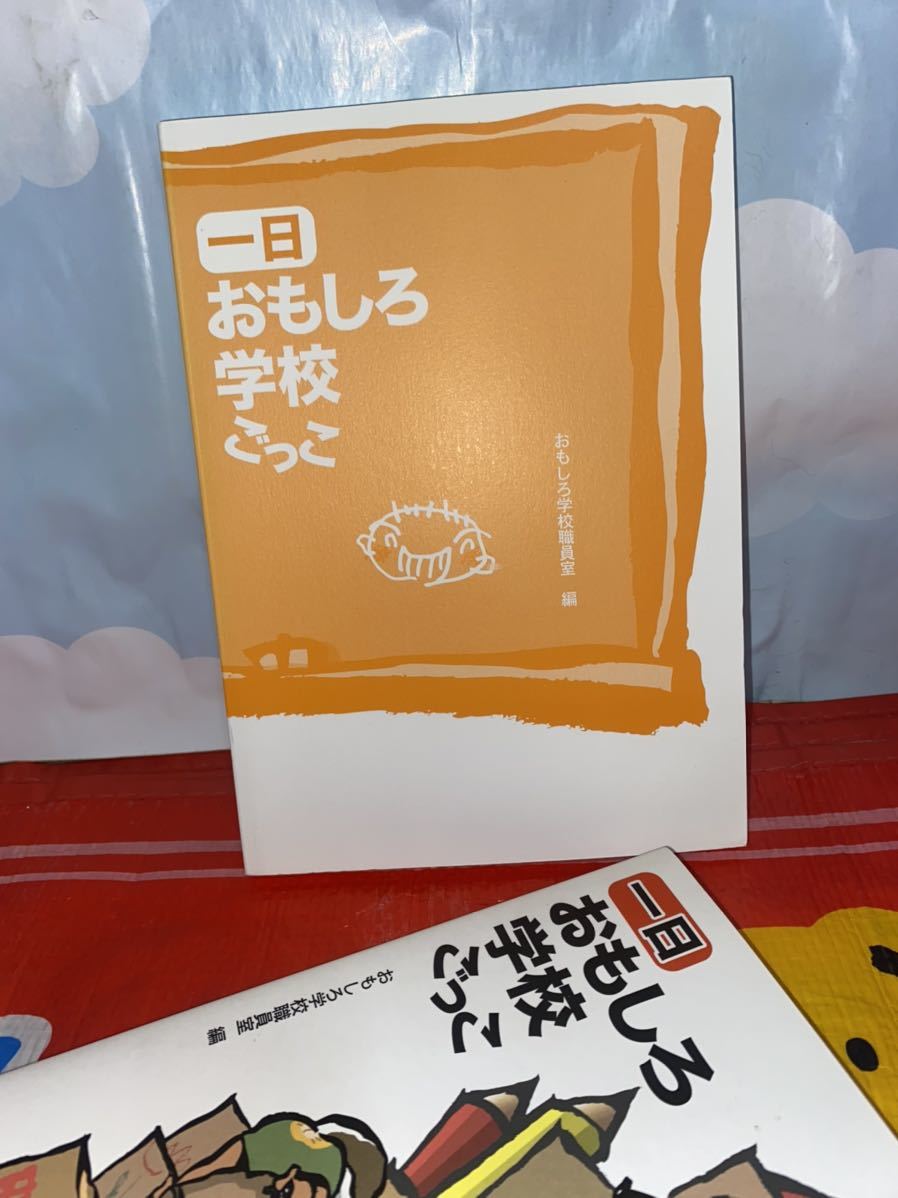 一日
おもしろ
学校
ごっこ
おもしろ学校職員室 編
一日
おもしろ
学校
ごっこ
おもしろ学校職員室 編